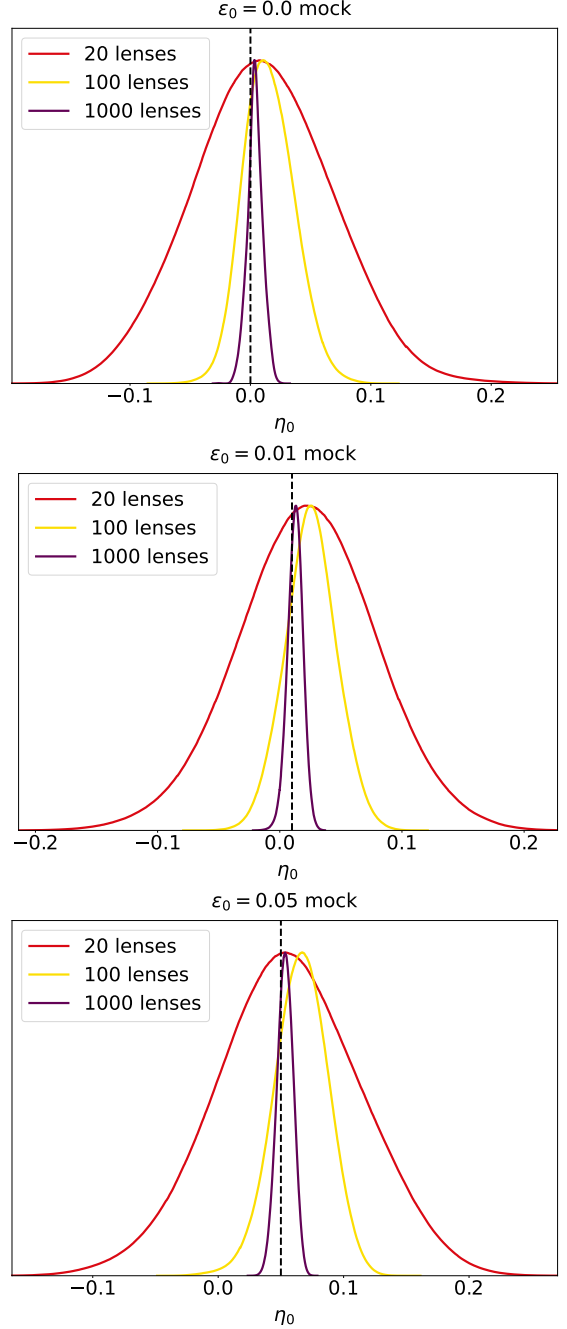 ε₀ = 0.0 mock
20 lenses
100 lenses
1000 lenses
−0.1 0.0 0.1 0.2
η₀
ε₀ = 0.01 mock
20 lenses
100 lenses
1000 lenses
−0.2 −0.1 0.0 0.1 0.2
η₀
ε₀ = 0.05 mock
20 lenses
100 lenses
1000 lenses
−0.1 0.0 0.1 0.2
η₀